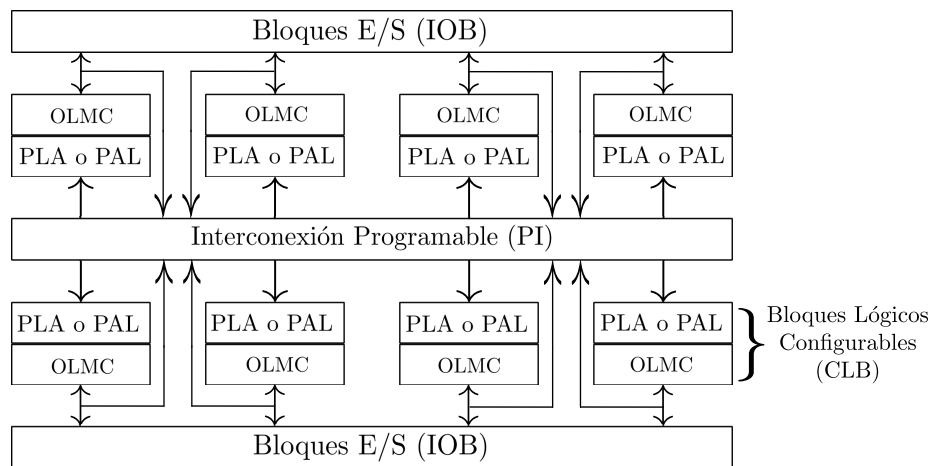 Bloques E/S (IOB)
OLMC OLMC OLMC OLMC
PLA o PAL PLA o PAL PLA o PAL PLA o PAL
Interconexión Programable (PI)
PLA o PAL PLA o PAL PLA o PAL PLA o PAL
OLMC OLMC OLMC OLMC
Bloques Lógicos
Configurables
(CLB)
Bloques E/S (IOB)